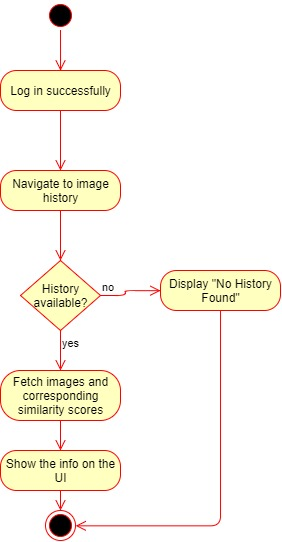 Log in successfully
Navigate to image
history
History
available?
no
Display "No History
Found"
yes
Fetch images and
corresponding
similarity scores
Show the info on the
UI